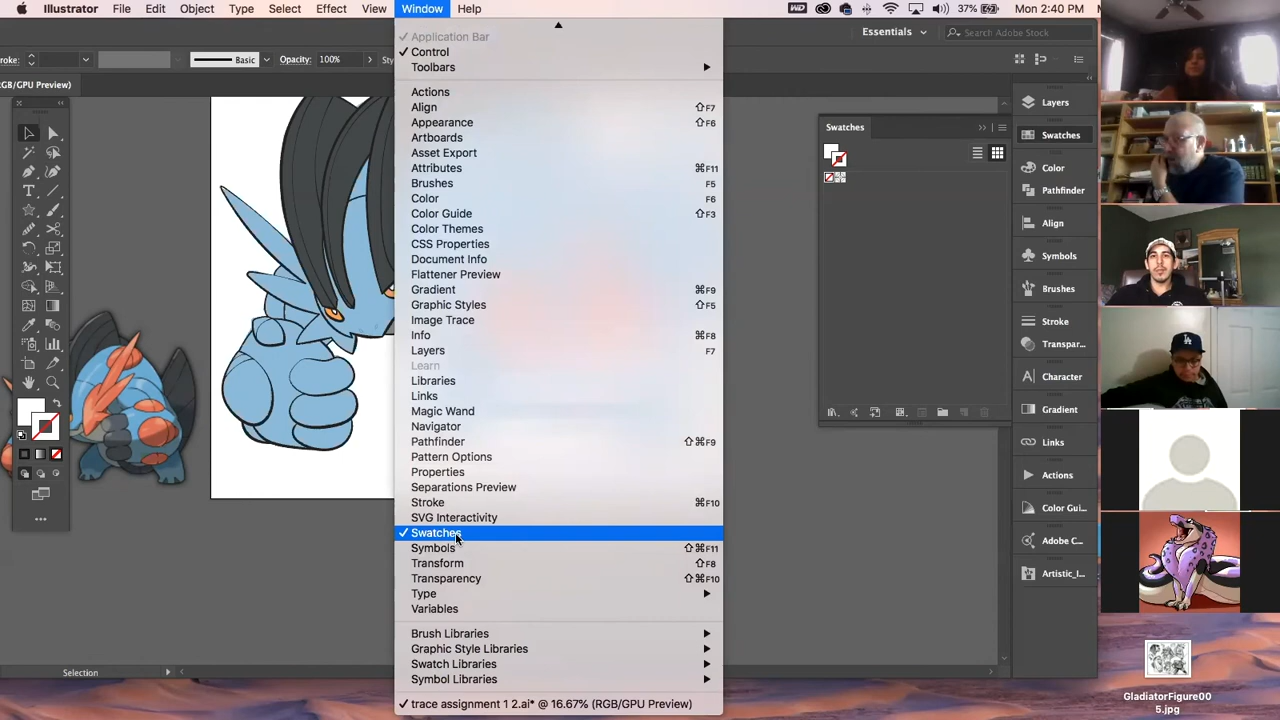 Illustrator File Edit Object Type Select Effect View Window Help
37% Mon 2:40 PM
Essentials
Search Adobe Stock
Application Bar
Control
Toolbars
roke:
Basic
Opacity: 100%
RGB/GPU Preview)
Actions
Align ⇧F7
Appearance ⇧F6
Artboards
Asset Export
Attributes ⌘F11
Brushes F5
Color F6
Color Guide ⇧F3
Color Themes
CSS Properties
Document Info
Flattener Preview
Gradient ⌘F9
Graphic Styles ⇧F5
Image Trace
Info ⌘F8
Layers F7
Learn
Libraries
Links
Magic Wand
Navigator
Pathfinder ⇧⌘F9
Pattern Options
Properties
Separations Preview
Stroke ⌘F10
SVG Interactivity
Swatches
Symbols ⇧⌘F11
Transform ⇧F8
Transparency ⇧⌘F10
Type
Variables
Brush Libraries
Graphic Style Libraries
Swatch Libraries
Symbol Libraries
trace assignment 1 2.ai* @ 16.67% (RGB/GPU Preview)
Selection
Swatches
Layers
Swatches
Color
Pathfinder
Align
Symbols
Brushes
Stroke
Transpar...
Character
Gradient
Links
Actions
Color Gui...
Adobe C...
Artistic_I...
GladiatorFigure00
5.jpg